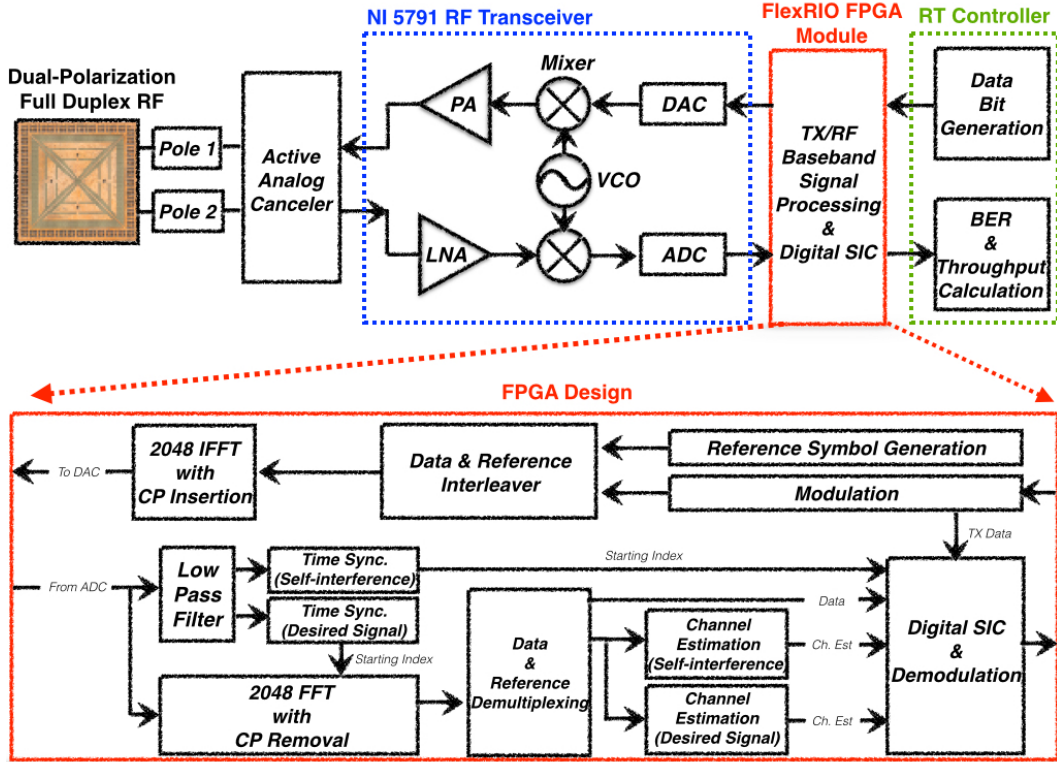 NI 5791 RF Transceiver
FlexRIO FPGA
Module
RT Controller
Dual-Polarization
Full Duplex RF
Pole 1
Pole 2
Active
Analog
Canceler
PA
Mixer
DAC
VCO
LNA
ADC
TX/RF
Baseband
Signal
Processing
&
Digital SIC
Data
Bit
Generation
BER
&
Throughput
Calculation
FPGA Design
To DAC
2048 IFFT
with
CP Insertion
Data & Reference
Interleaver
Reference Symbol Generation
Modulation
TX Data
From ADC
Low
Pass
Filter
Time Sync.
(Self-interference)
Time Sync.
(Desired Signal)
Starting Index
Starting Index
2048 FFT
with
CP Removal
Data
&
Reference
Demultiplexing
Data
Channel
Estimation
(Self-interference)
Ch. Est
Channel
Estimation
(Desired Signal)
Ch. Est
Digital SIC
&
Demodulation